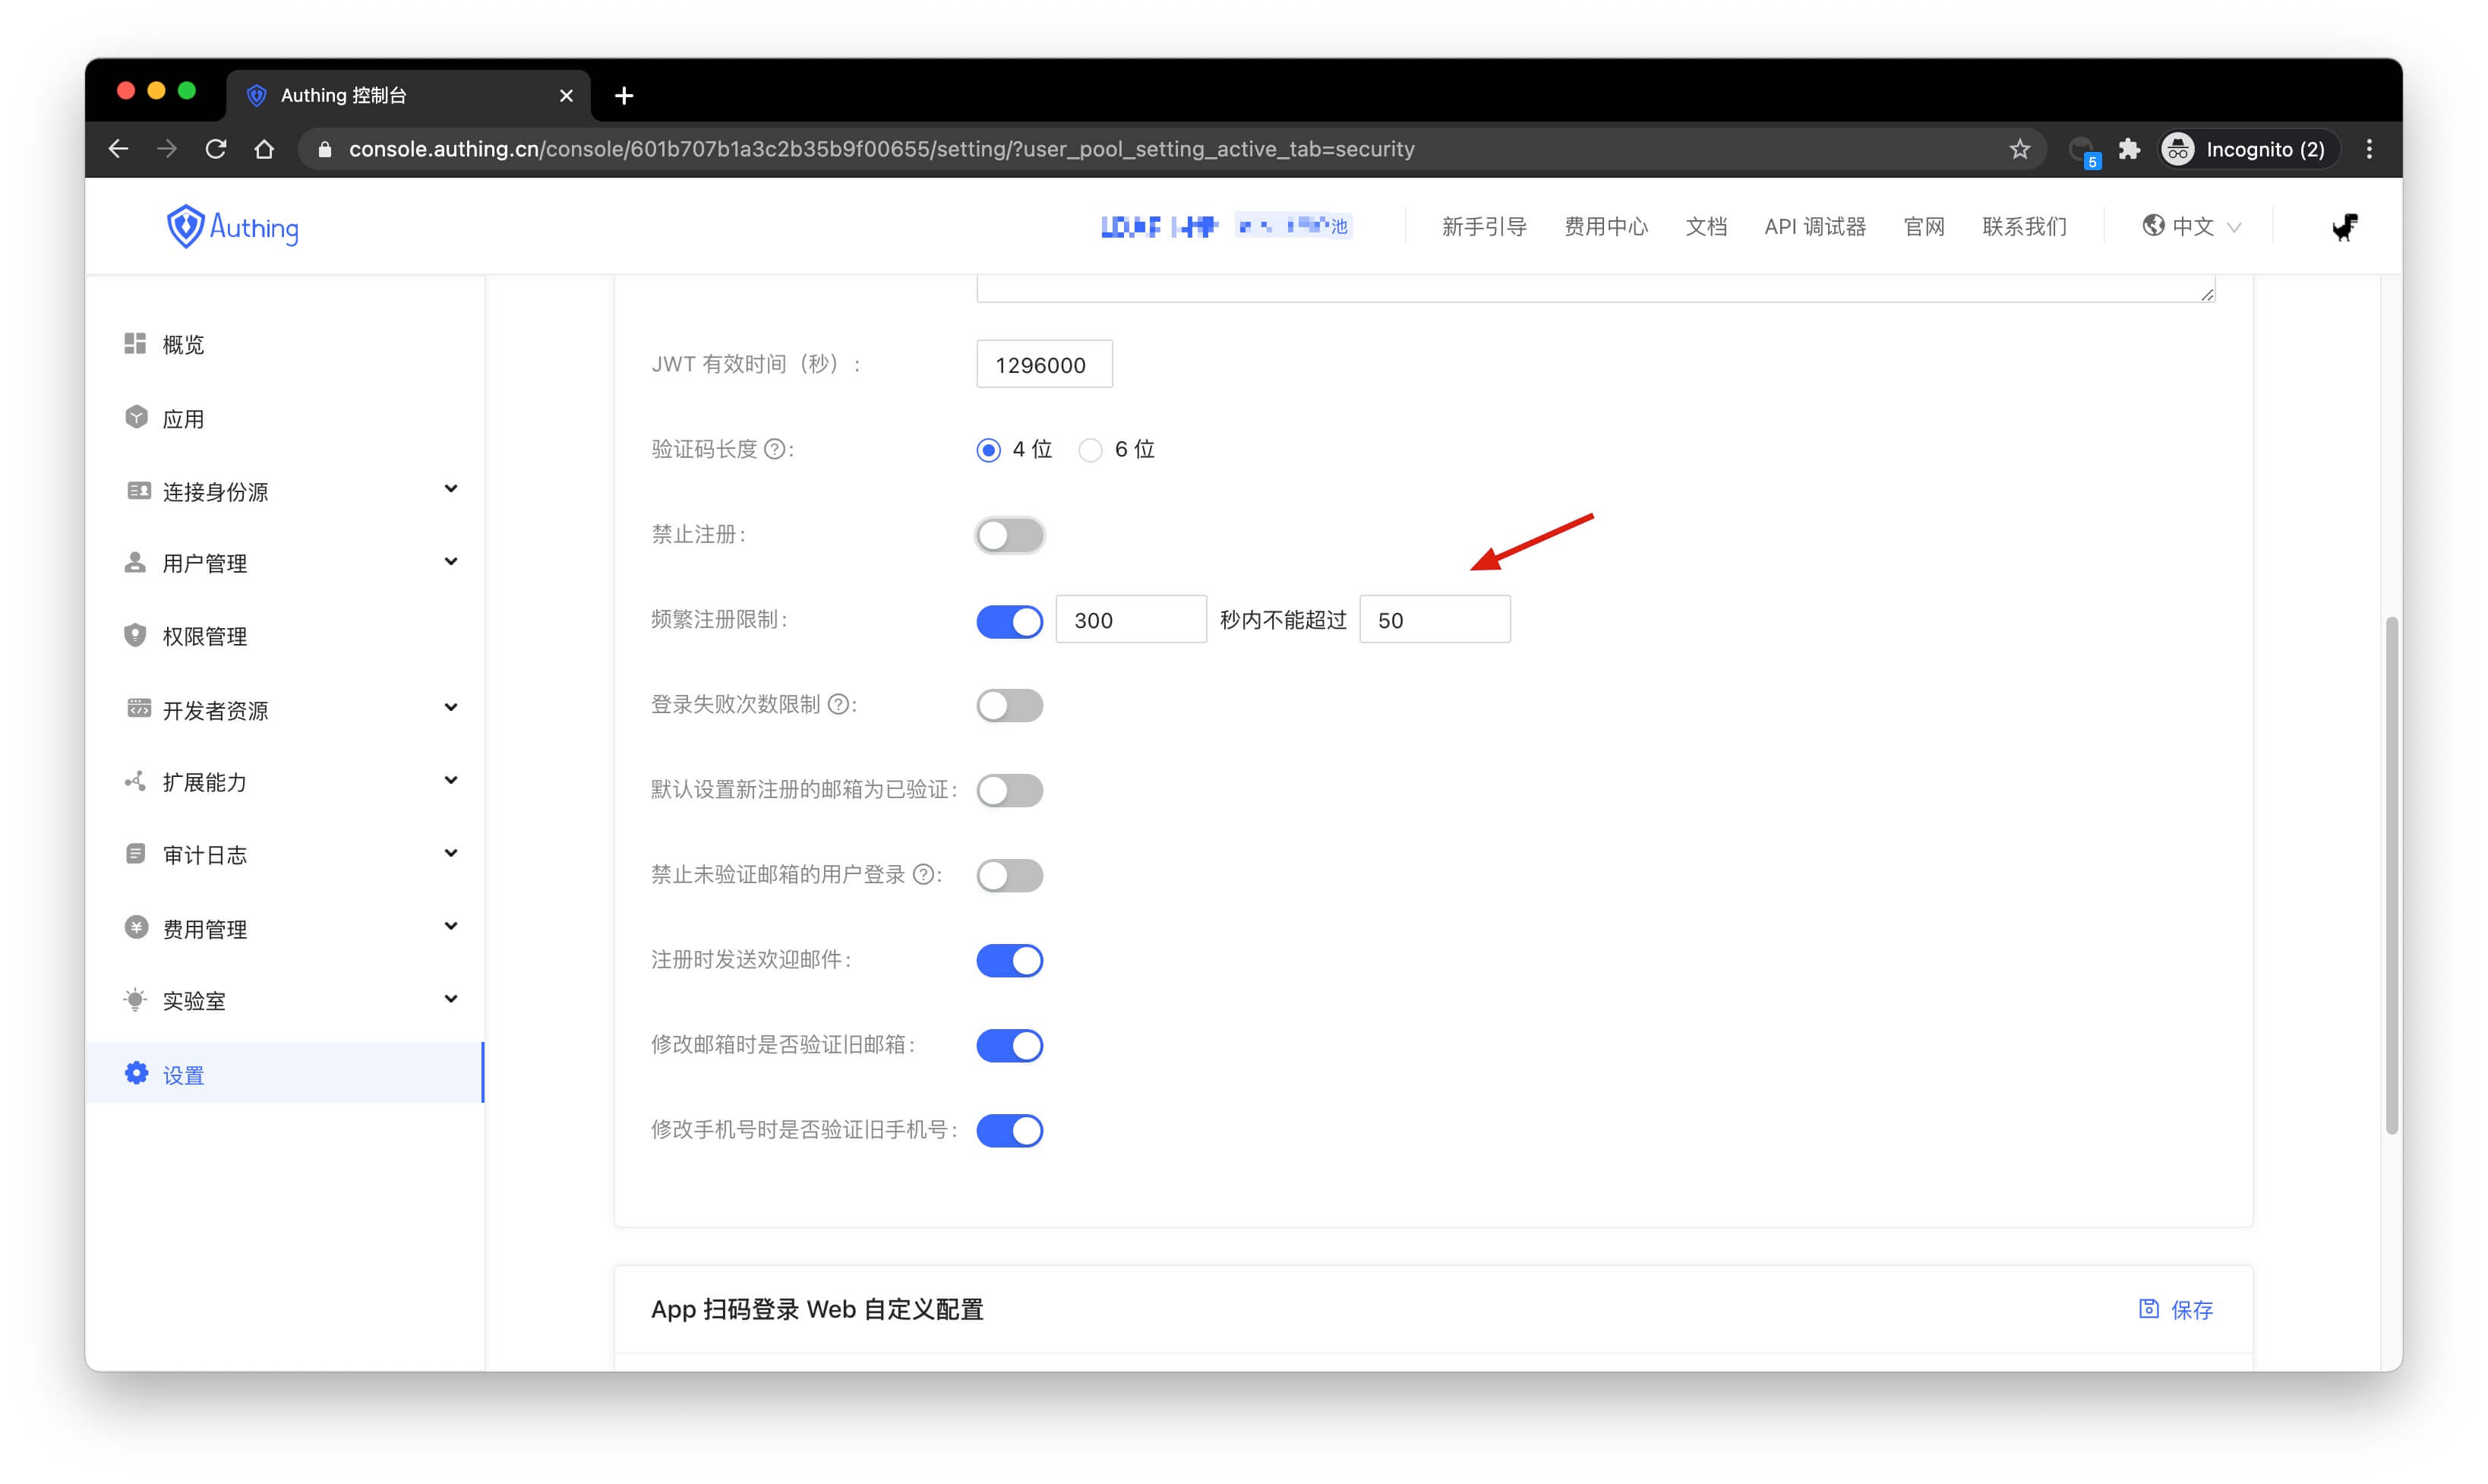 Authing 控制台
console.authing.cn/console/601b707b1a3c2b35b9f00655/setting/?user_pool_setting_active_tab=security
5
Incognito (2)
Authing
池
新手引导
费用中心
文档
API 调试器
官网
联系我们
中文
概览
应用
连接身份源
用户管理
权限管理
开发者资源
扩展能力
审计日志
费用管理
实验室
设置
JWT 有效时间（秒）:
1296000
验证码长度 ? :
4 位
6 位
禁止注册:
频繁注册限制:
300 秒内不能超过 50
登录失败次数限制 ? :
默认设置新注册的邮箱为已验证:
禁止未验证邮箱的用户登录 ? :
注册时发送欢迎邮件:
修改邮箱时是否验证旧邮箱:
修改手机号时是否验证旧手机号:
App 扫码登录 Web 自定义配置
保存